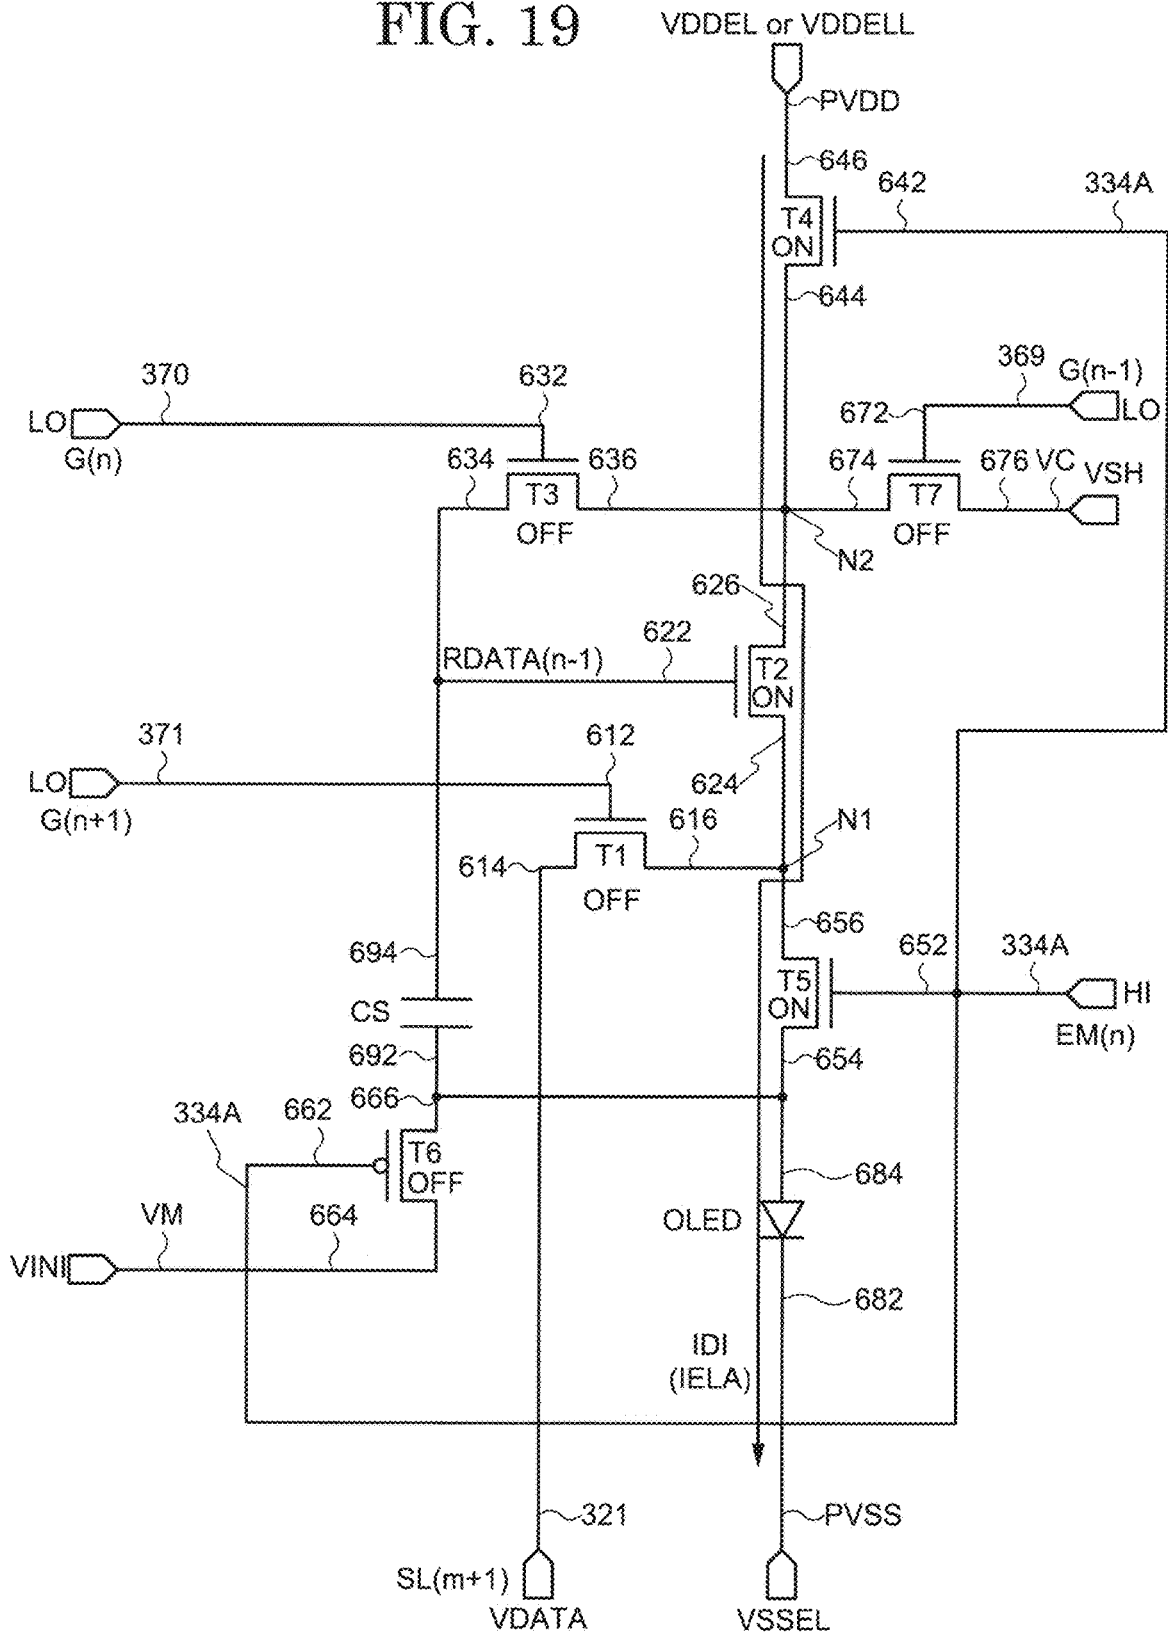 FIG. 19
VDDEL or VDDELL
PVDD
646
642
334A
T4
ON
644
370
632
369
G(n-1)
LO
672
LO
G(n)
634
636
674
676
VC
VSH
T3
OFF
T7
OFF
N2
626
RDATA(n-1)
622
T2
ON
371
612
624
LO
G(n+1)
616
N1
614
T1
OFF
656
694
652
334A
T5
ON
HI
CS
EM(n)
692
654
666
334A
662
T6
OFF
684
VM
664
OLED
VINI
682
IDI
(IELA)
321
PVSS
SL(m+1)
VDATA
VSSEL